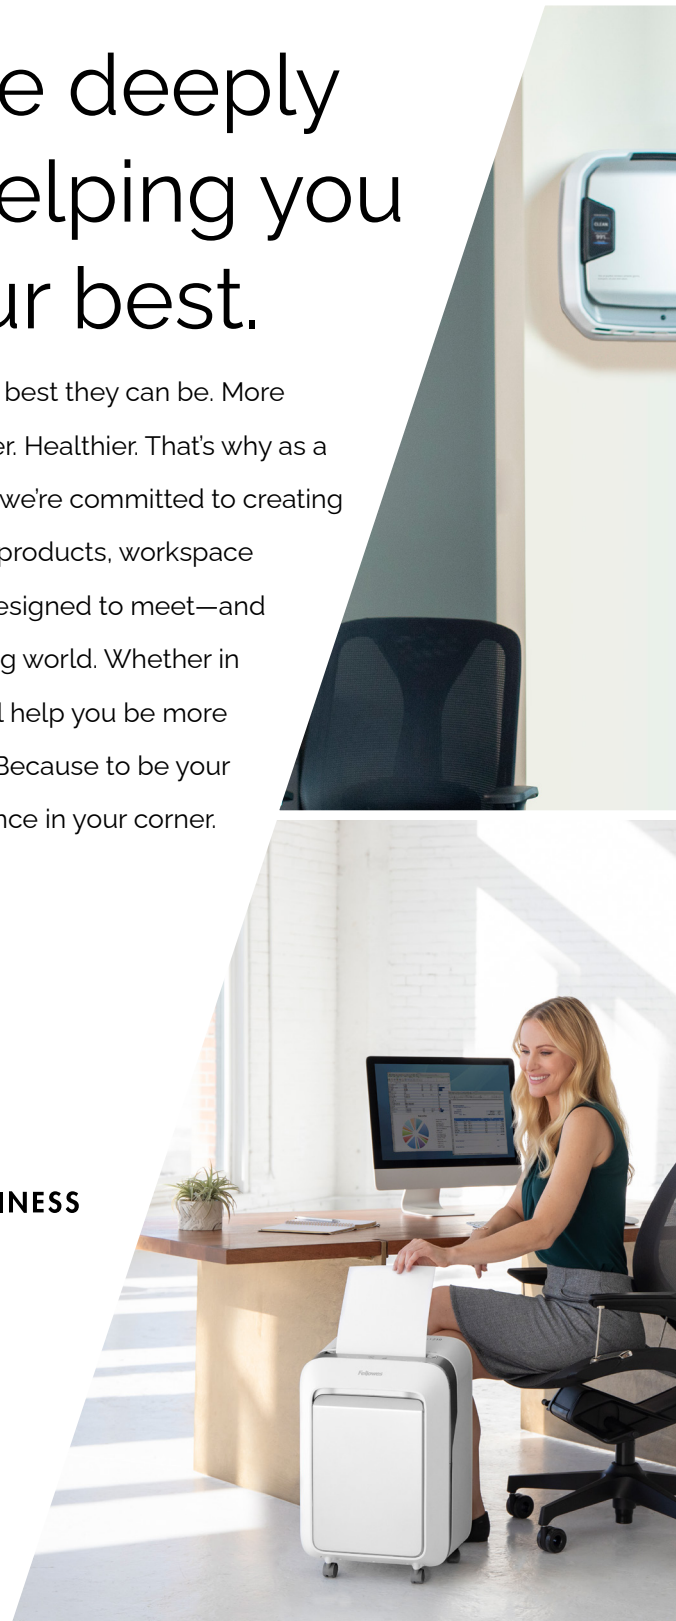 e deeply
elping you
ur best.
best they can be. More
er. Healthier. That’s why as a
we’re committed to creating
products, workspace
esigned to meet—and
g world. Whether in
l help you be more
Because to be your
nce in your corner.
INESS
CLEAN
Fellowes